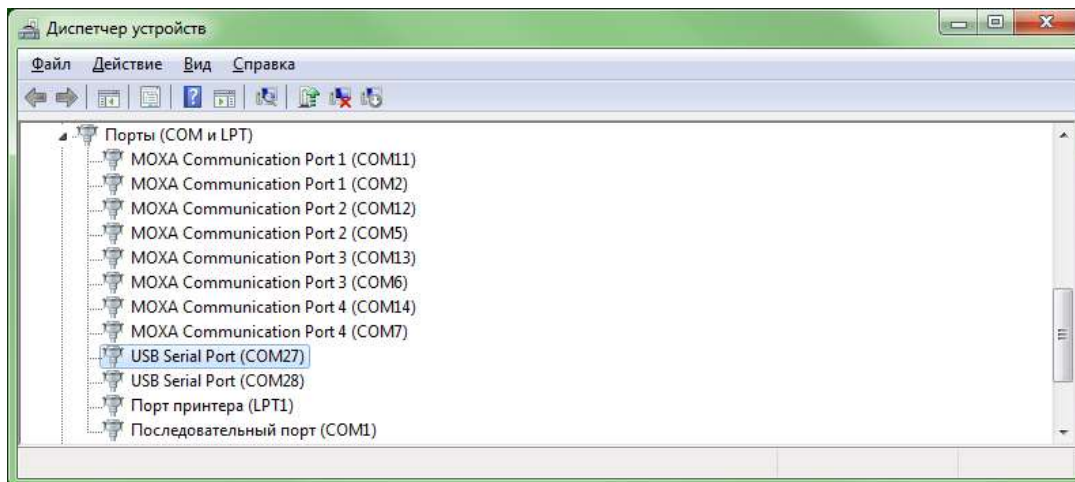 Диспетчер устройств
Файл Действие Вид Справка
Порты (COM и LPT)
MOXA Communication Port 1 (COM11)
MOXA Communication Port 1 (COM2)
MOXA Communication Port 2 (COM12)
MOXA Communication Port 2 (COM5)
MOXA Communication Port 3 (COM13)
MOXA Communication Port 3 (COM6)
MOXA Communication Port 4 (COM14)
MOXA Communication Port 4 (COM7)
USB Serial Port (COM27)
USB Serial Port (COM28)
Порт принтера (LPT1)
Последовательный порт (COM1)